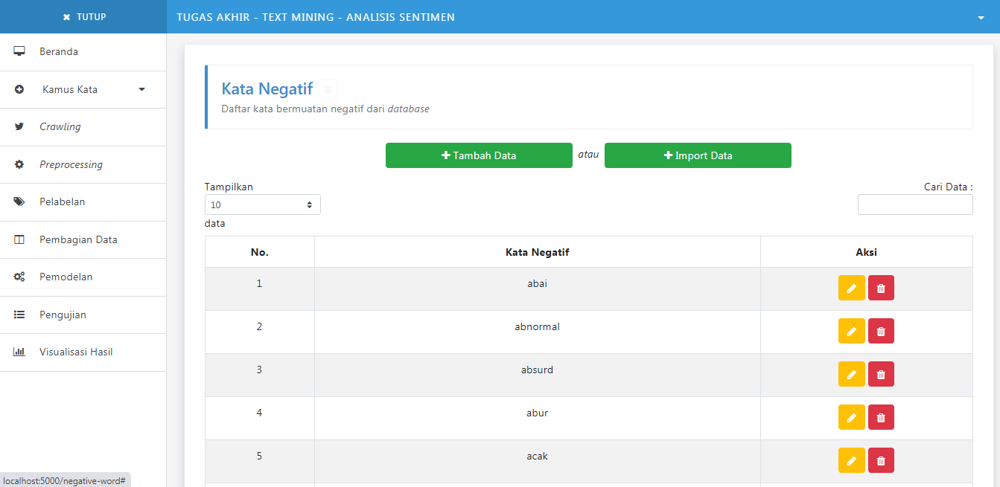 TUTUP
TUGAS AKHIR - TEXT MINING - ANALISIS SENTIMEN
Beranda
Kamus Kata
Crawling
Preprocessing
Pelabelan
Pembagian Data
Pemodelan
Pengujian
Visualisasi Hasil
Kata Negatif
Daftar kata bermuatan negatif dari database
Tambah Data atau Import Data
Tampilkan
10
data
Cari Data :
No. Kata Negatif Aksi
1 abai
2 abnormal
3 absurd
4 abur
5 acak
localhost:5000/negative-word#